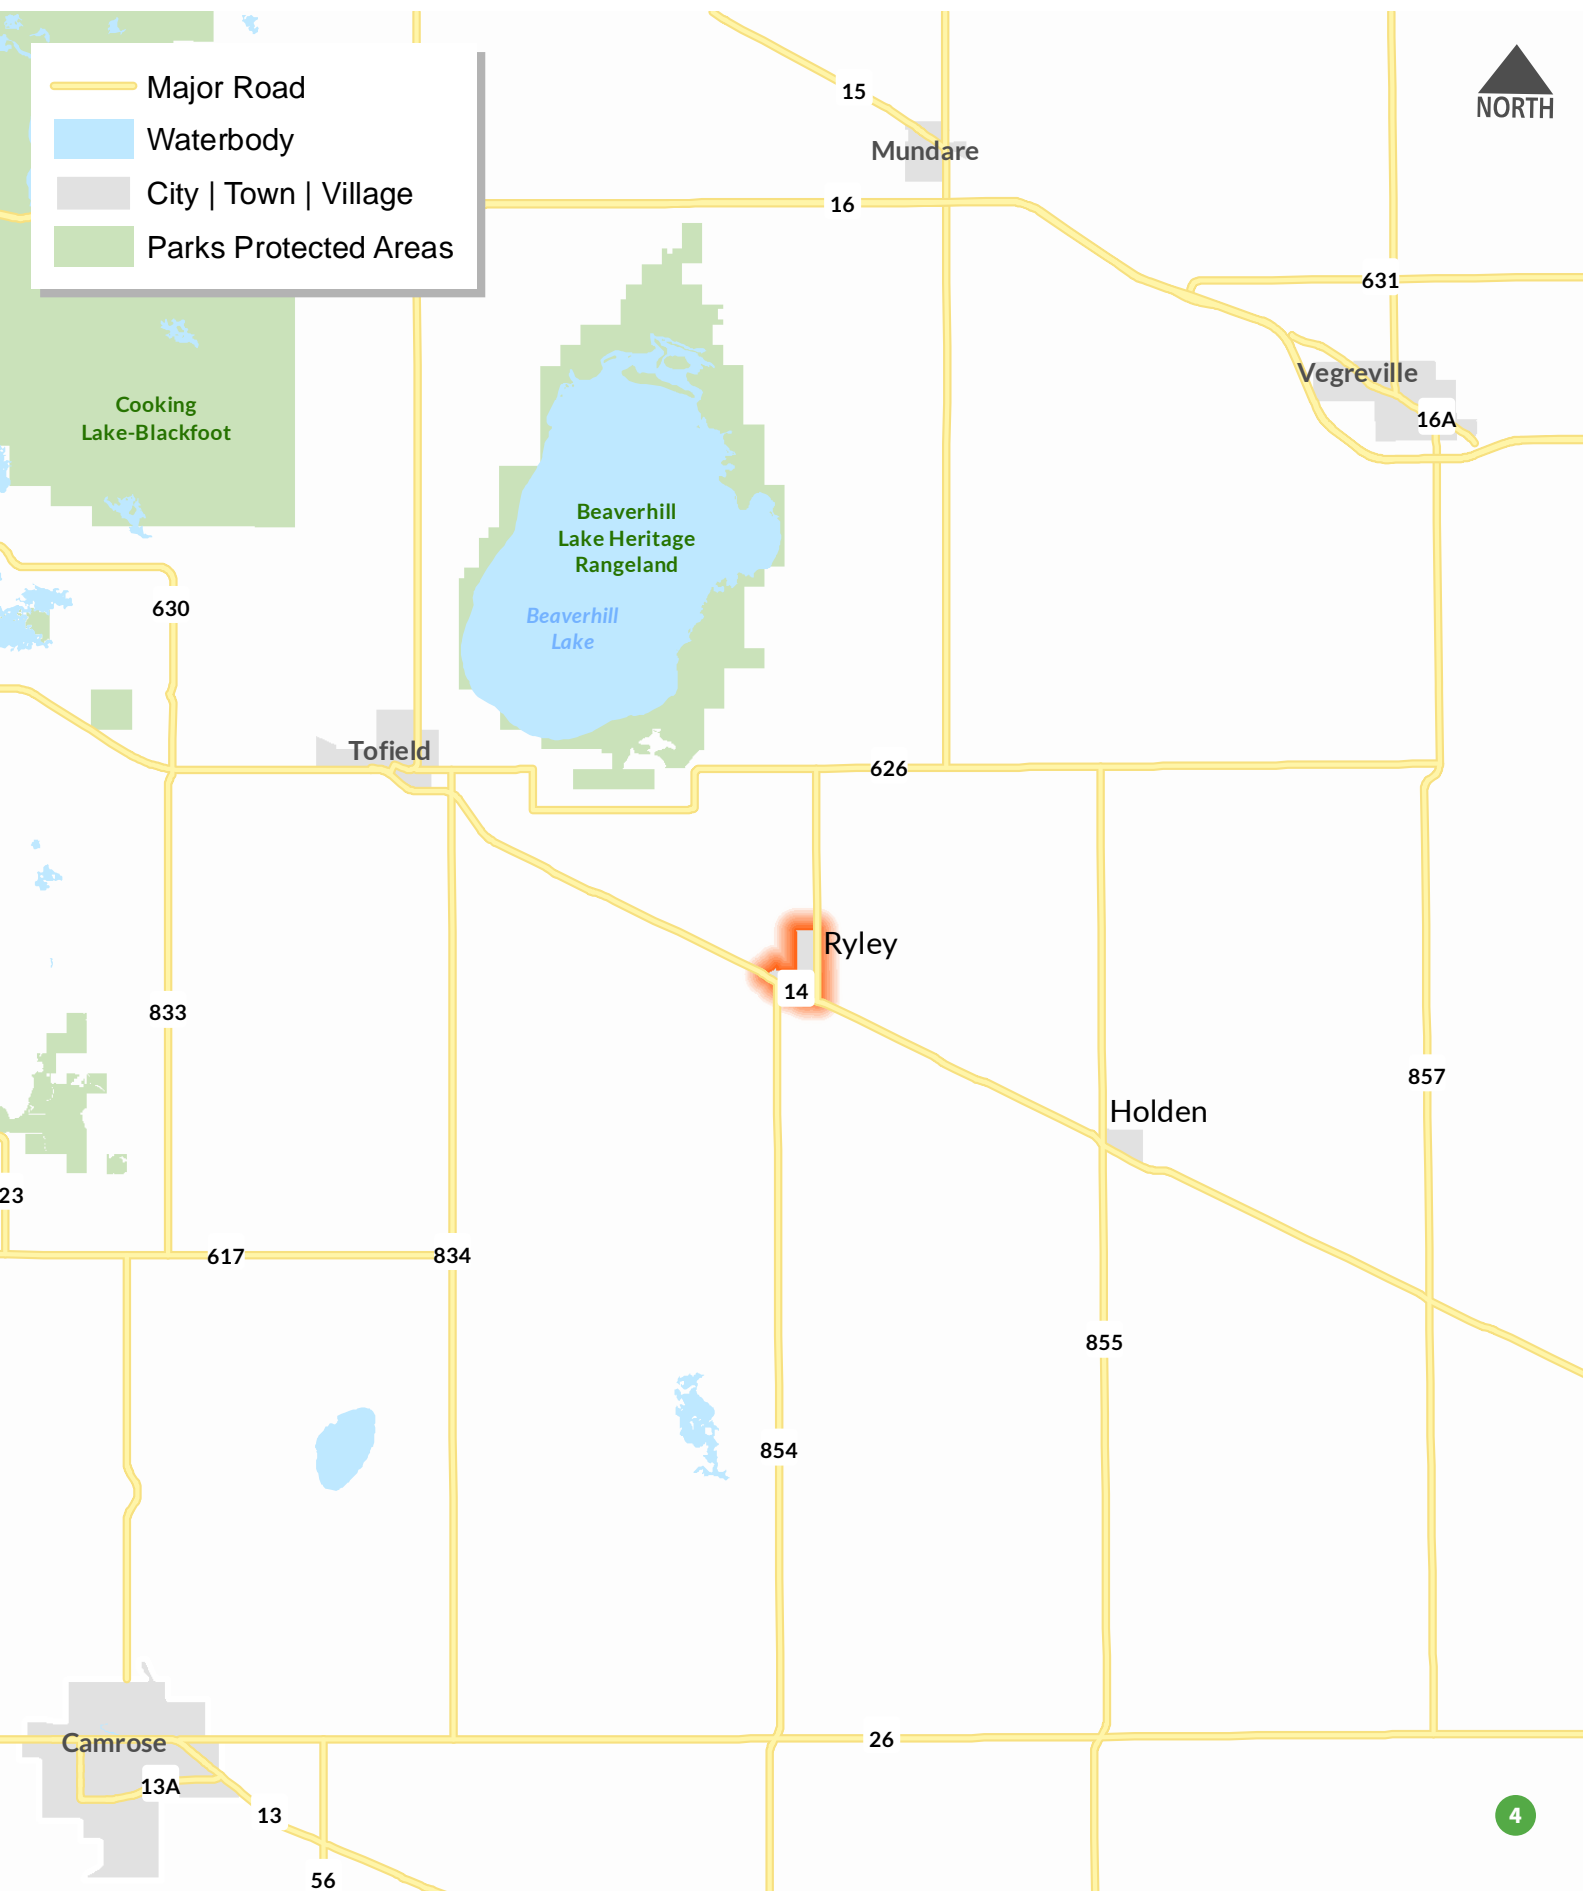 Major Road
Waterbody
City | Town | Village
Parks Protected Areas
NORTH
15
Mundare
16
631
Vegreville
16A
Cooking
Lake-Blackfoot
Beaverhill
Lake Heritage
Rangeland
Beaverhill
Lake
630
Tofield
626
Ryley
14
833
857
Holden
23
617
834
855
854
Camrose
26
13A
13
56
4